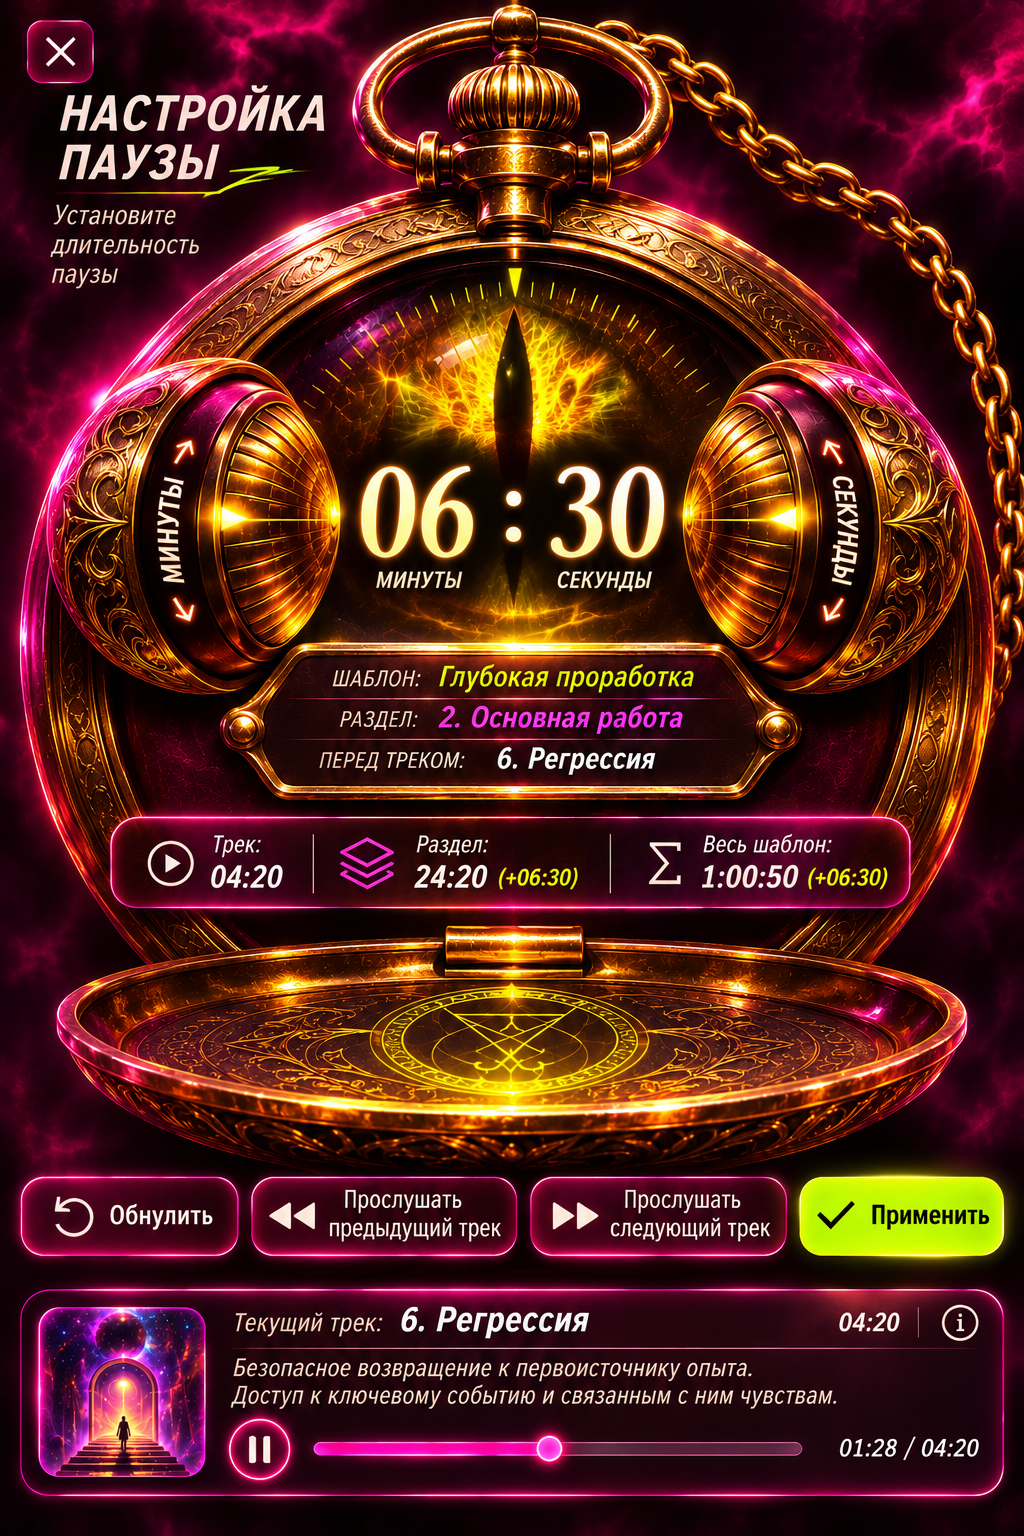 НАСТРОЙКА
ПАУЗЫ
Установите
длительность
паузы
МИНУТЫ
СЕКУНДЫ
06 : 30
МИНУТЫ
СЕКУНДЫ
ШАБЛОН: Глубокая проработка
РАЗДЕЛ: 2. Основная работа
ПЕРЕД ТРЕКОМ: 6. Регрессия
Трек:
04:20
Раздел:
24:20 (+06:30)
Весь шаблон:
1:00:50 (+06:30)
Обнулить
Прослушать
предыдущий трек
Прослушать
следующий трек
Применить
Текущий трек: 6. Регрессия
04:20
Безопасное возвращение к первоисточнику опыта.
Доступ к ключевому событию и связанным с ним чувствам.
01:28 / 04:20